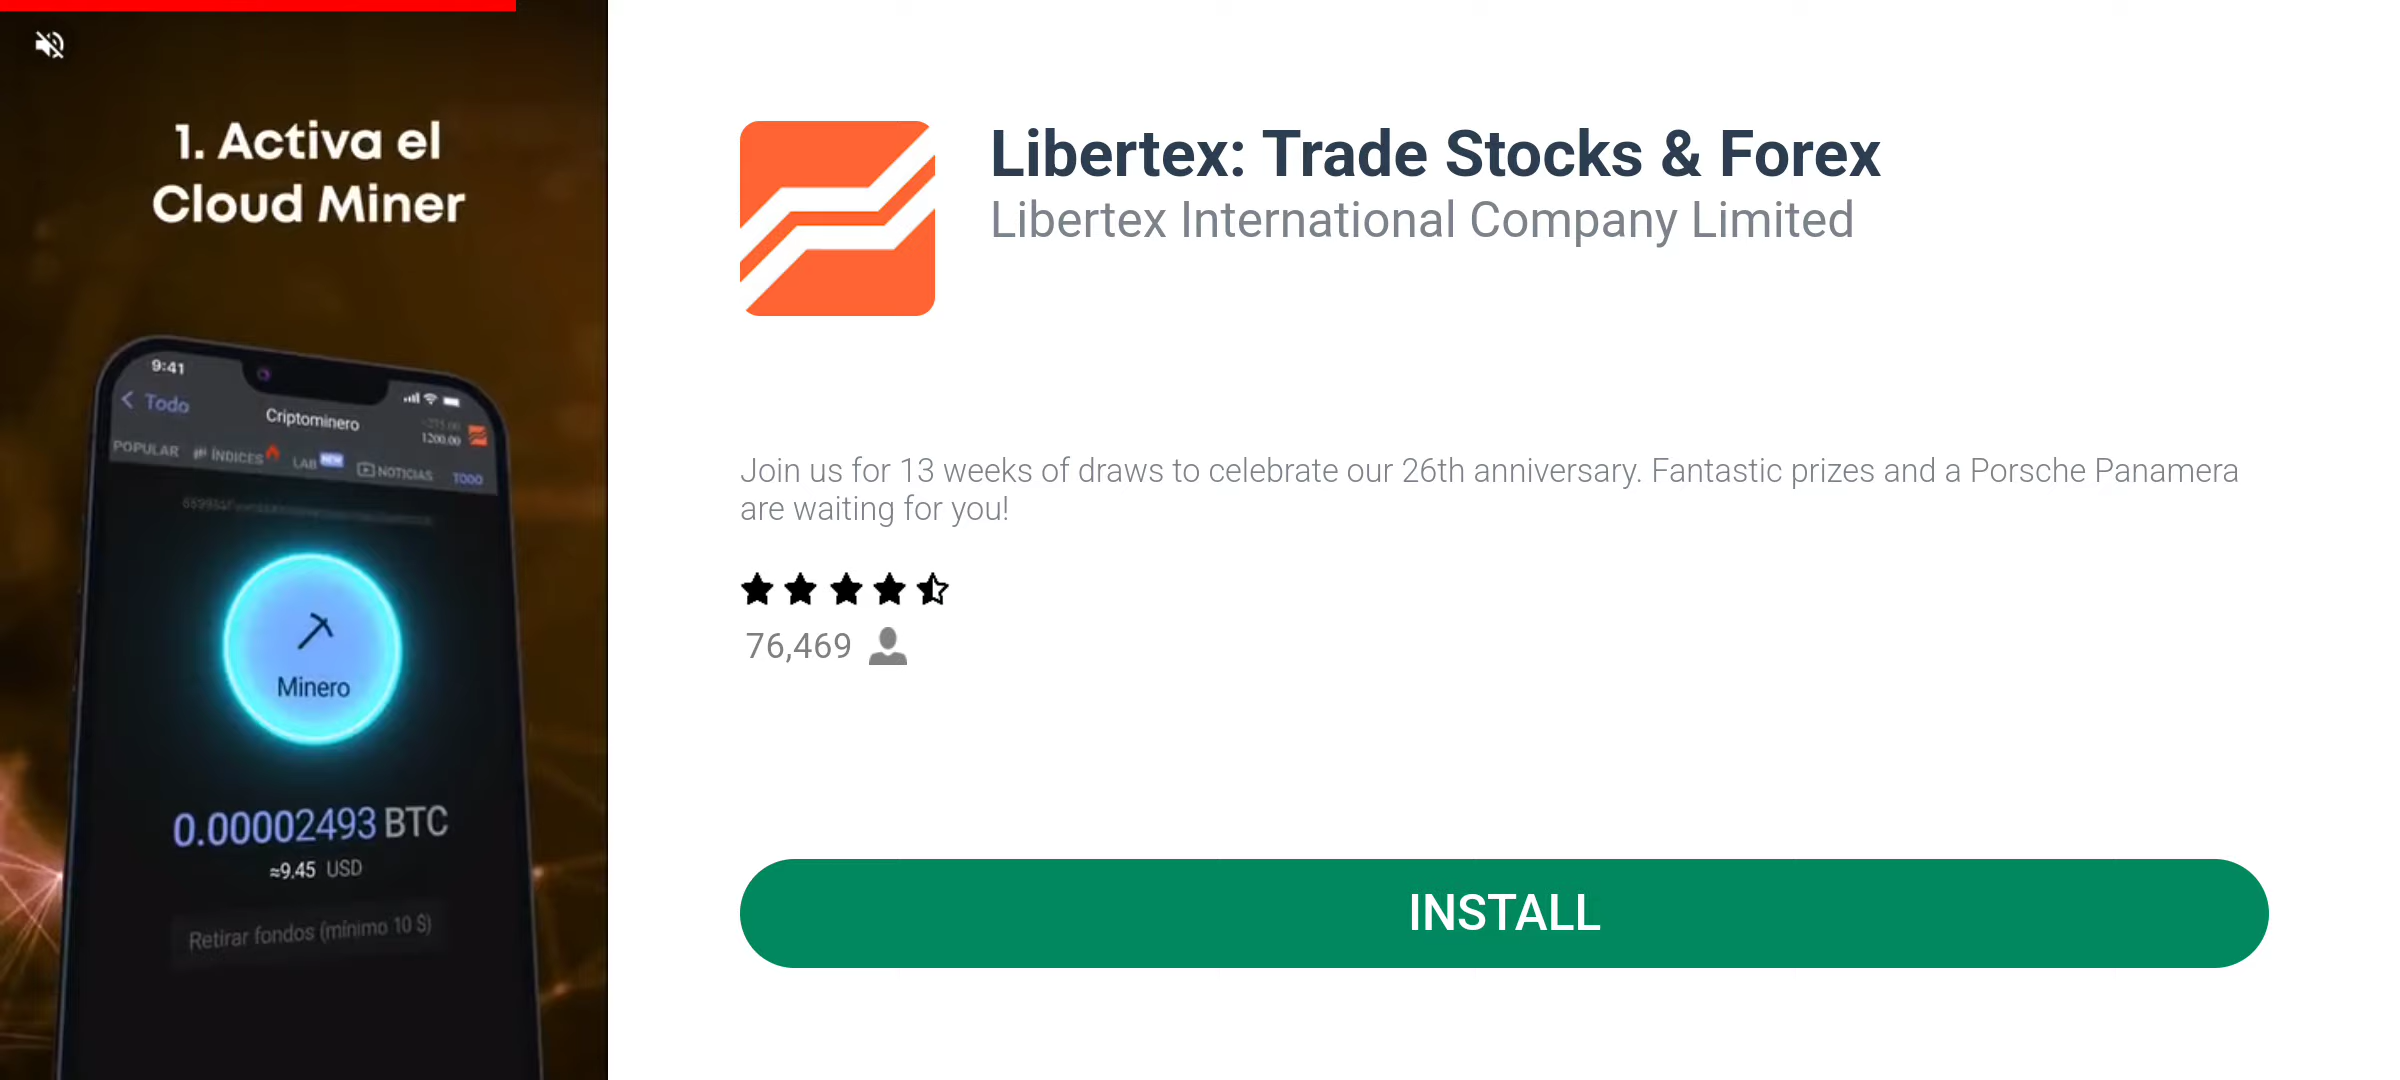 1. Activa el
Cloud Miner
9:41
Todo
Criptominero
1200.00
POPULAR ÍNDICES LAB NEW NOTICIAS TODO
Minero
0.00002493 BTC
≈9.45 USD
Retirar fondos (mínimo 10 $)
Libertex: Trade Stocks & Forex
Libertex International Company Limited
Join us for 13 weeks of draws to celebrate our 26th anniversary. Fantastic prizes and a Porsche Panamera
are waiting for you!
76,469
INSTALL